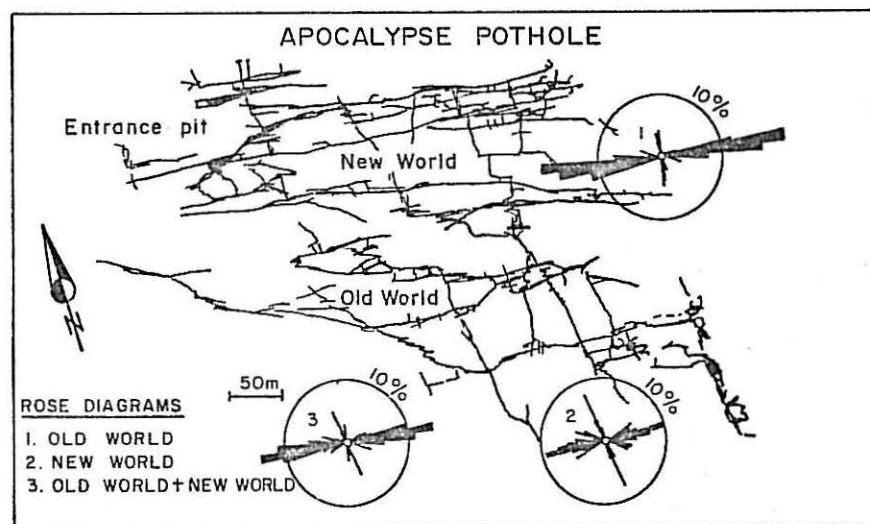 APOCALYPSE POTHOLE
Entrance pit
New World
1
10%
N
Old World
50m
10%
3
10%
2
ROSE DIAGRAMS
1. OLD WORLD
2. NEW WORLD
3. OLD WORLD + NEW WORLD